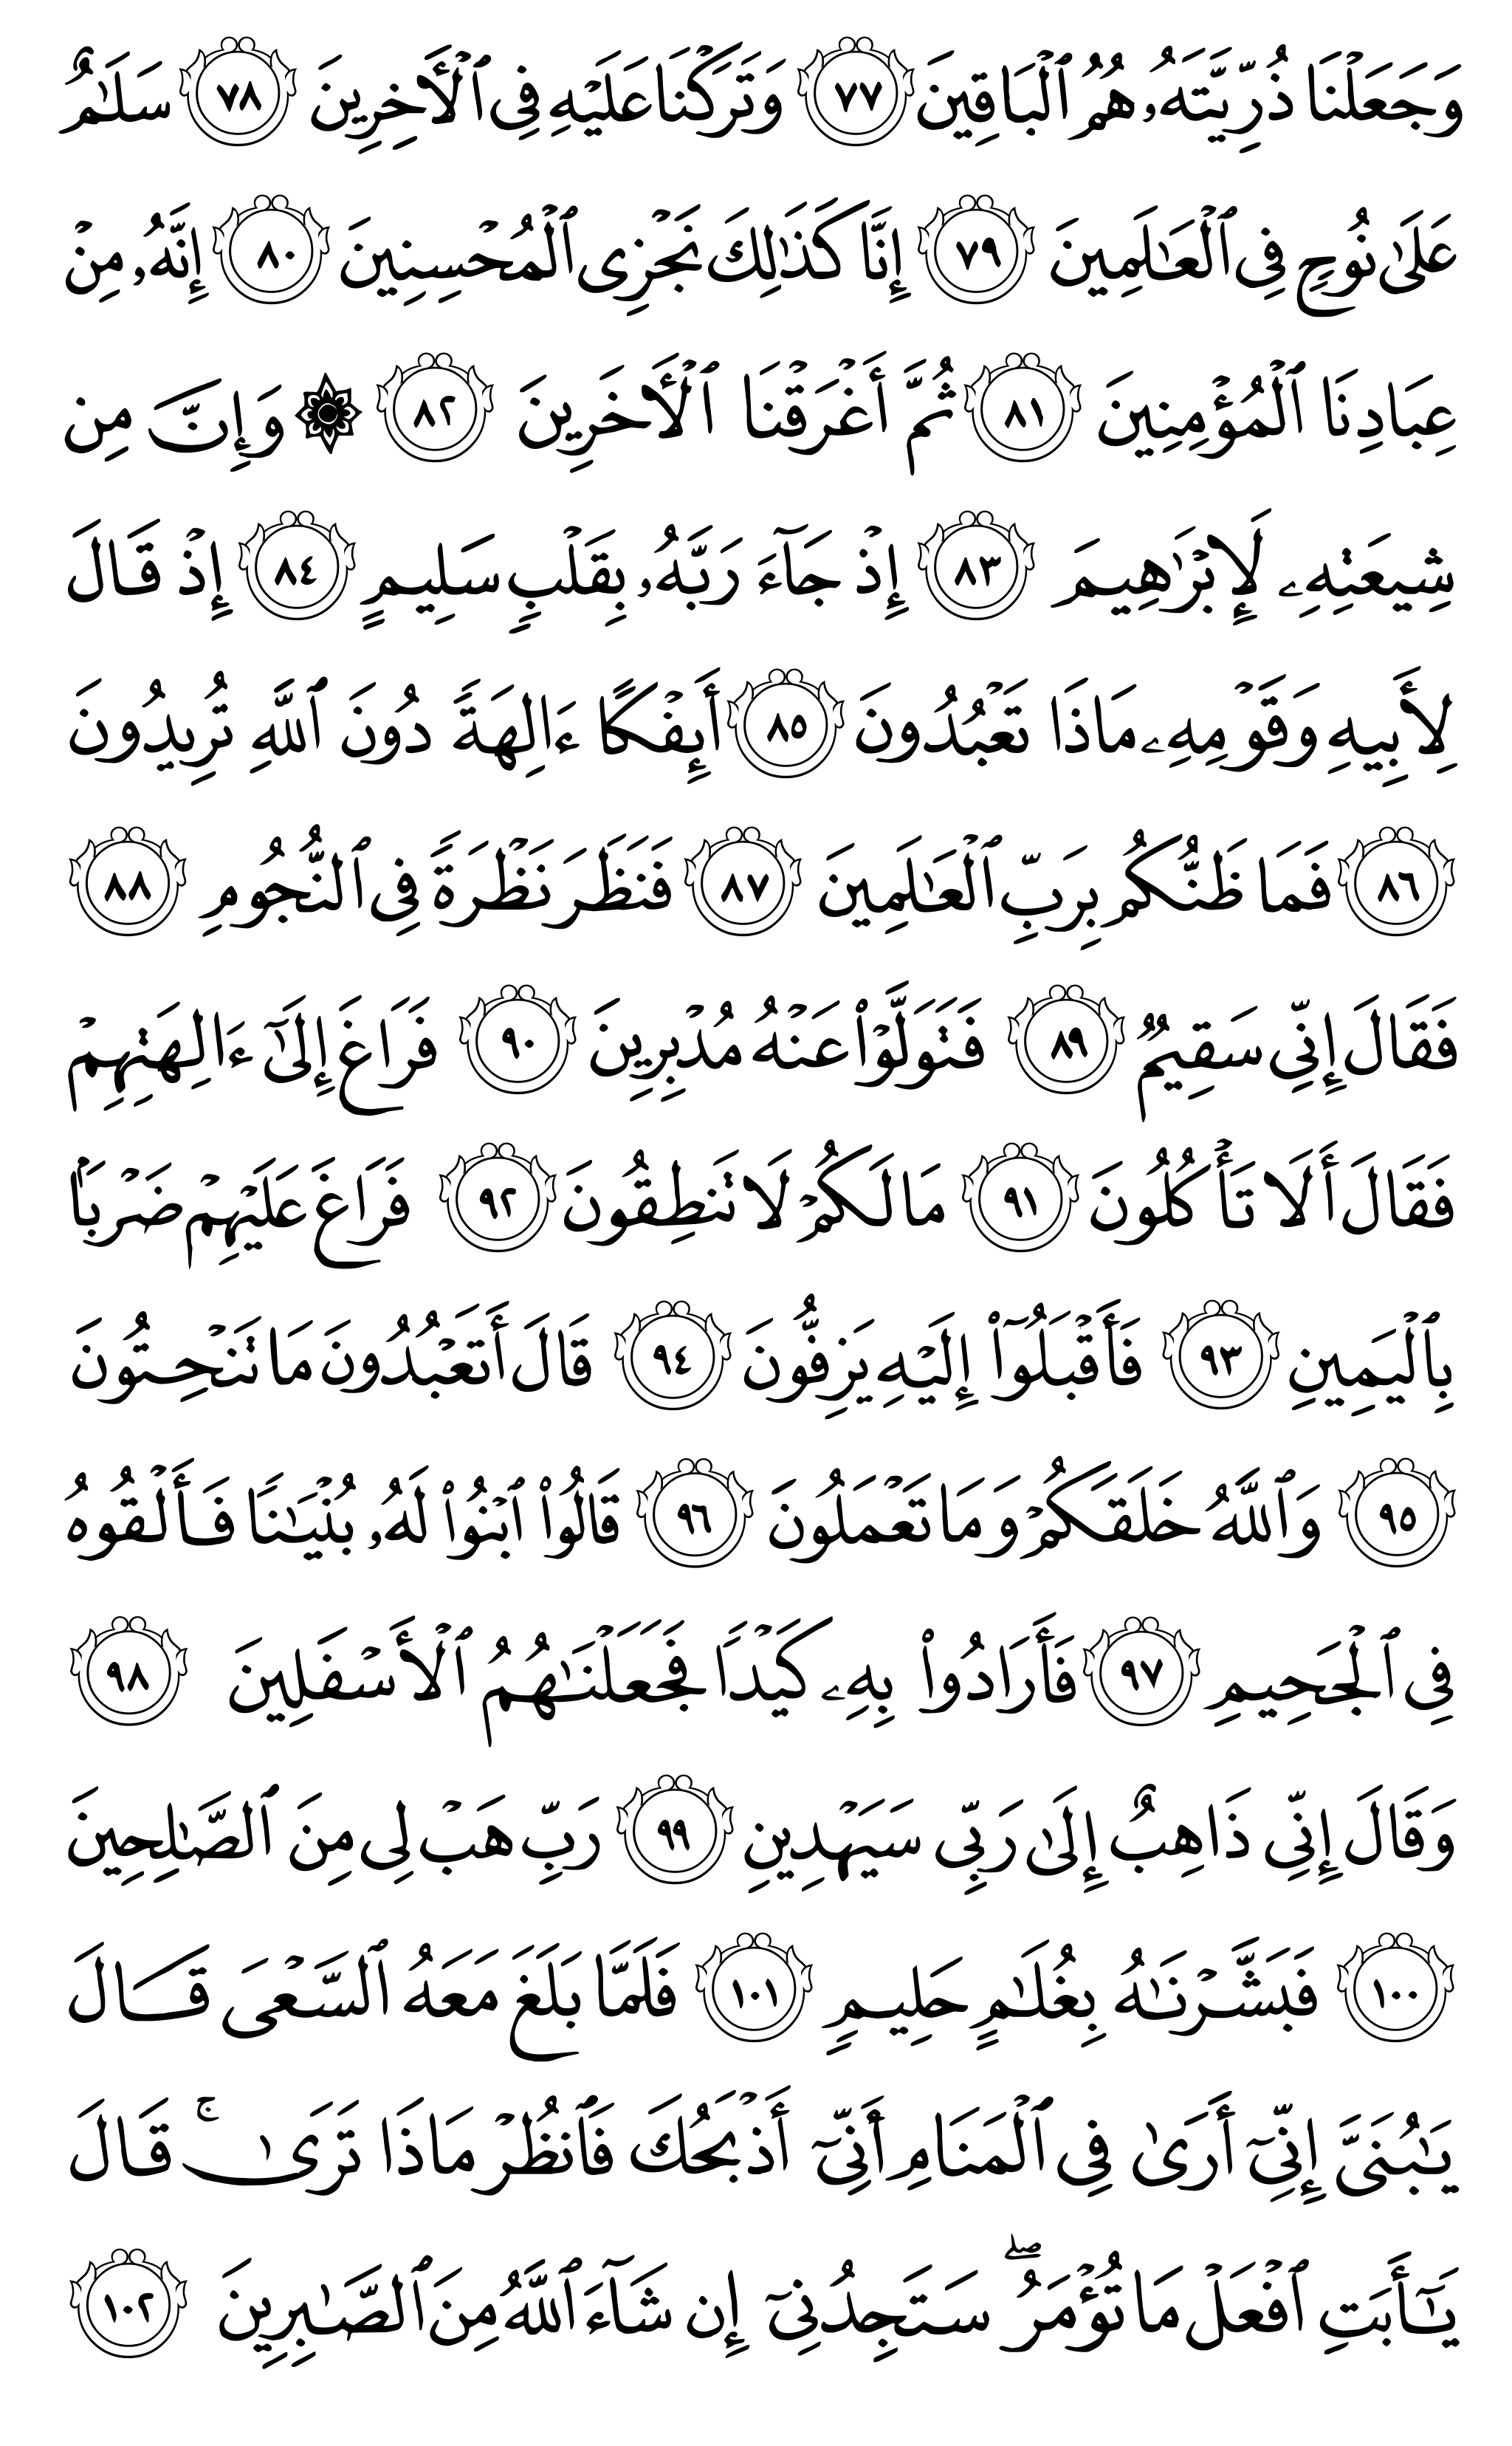 وَجَعَلْنَا ذُرِّيَّتَهُۥ هُمُ ٱلْبَاقِينَ ٧٧ وَتَرَكْنَا عَلَيْهِ فِى ٱلْأَخِرِينَ ٧٨ سَلَٰمٌ
عَلَىٰ نُوحٍ فِى ٱلْعَٰلَمِينَ ٧٩ إِنَّا كَذَٰلِكَ نَجْزِى ٱلْمُحْسِنِينَ ٨٠ إِنَّهُۥ مِنْ
عِبَادِنَا ٱلْمُؤْمِنِينَ ٨١ ثُمَّ أَغْرَقْنَا ٱلْأَخَرِينَ ٨٢ ۞ وَإِنَّ مِن
شِيعَتِهِۦ لَإِبْرَٰهِيمَ ٨٣ إِذْ جَآءَ رَبَّهُۥ بِقَلْبٍ سَلِيمٍ ٨٤ إِذْ قَالَ
لِأَبِيهِ وَقَوْمِهِۦ مَاذَا تَعْبُدُونَ ٨٥ أَئِفْكًا ءَالِهَةً دُونَ ٱللَّهِ تُرِيدُونَ
٨٦ فَمَا ظَنُّكُم بِرَبِّ ٱلْعَٰلَمِينَ ٨٧ فَنَظَرَ نَظْرَةً فِى ٱلنُّجُومِ ٨٨
فَقَالَ إِنِّى سَقِيمٌ ٨٩ فَتَوَلَّوْا۟ عَنْهُ مُدْبِرِينَ ٩٠ فَرَاغَ إِلَىٰٓ ءَالِهَتِهِمْ
فَقَالَ أَلَا تَأْكُلُونَ ٩١ مَا لَكُمْ لَا تَنطِقُونَ ٩٢ فَرَاغَ عَلَيْهِمْ ضَرْبًۢا
بِٱلْيَمِينِ ٩٣ فَأَقْبَلُوٓا۟ إِلَيْهِ يَزِفُّونَ ٩٤ قَالَ أَتَعْبُدُونَ مَا تَنْحِتُونَ
٩٥ وَٱللَّهُ خَلَقَكُمْ وَمَا تَعْمَلُونَ ٩٦ قَالُوا۟ ٱبْنُوا۟ لَهُۥ بُنْيَٰنًا فَأَلْقُوهُ
فِى ٱلْجَحِيمِ ٩٧ فَأَرَادُوا۟ بِهِۦ كَيْدًا فَجَعَلْنَٰهُمُ ٱلْأَسْفَلِينَ ٩٨
وَقَالَ إِنِّى ذَاهِبٌ إِلَىٰ رَبِّى سَيَهْدِينِ ٩٩ رَبِّ هَبْ لِى مِنَ ٱلصَّٰلِحِينَ
١٠٠ فَبَشَّرْنَٰهُ بِغُلَٰمٍ حَلِيمٍ ١٠١ فَلَمَّا بَلَغَ مَعَهُ ٱلسَّعْىَ قَالَ
يَٰبُنَىَّ إِنِّىٓ أَرَىٰ فِى ٱلْمَنَامِ أَنِّىٓ أَذْبَحُكَ فَٱنظُرْ مَاذَا تَرَىٰ ۚ قَالَ
يَٰٓأَبَتِ ٱفْعَلْ مَا تُؤْمَرُ ۖ سَتَجِدُنِىٓ إِن شَآءَ ٱللَّهُ مِنَ ٱلصَّٰبِرِينَ ١٠٢